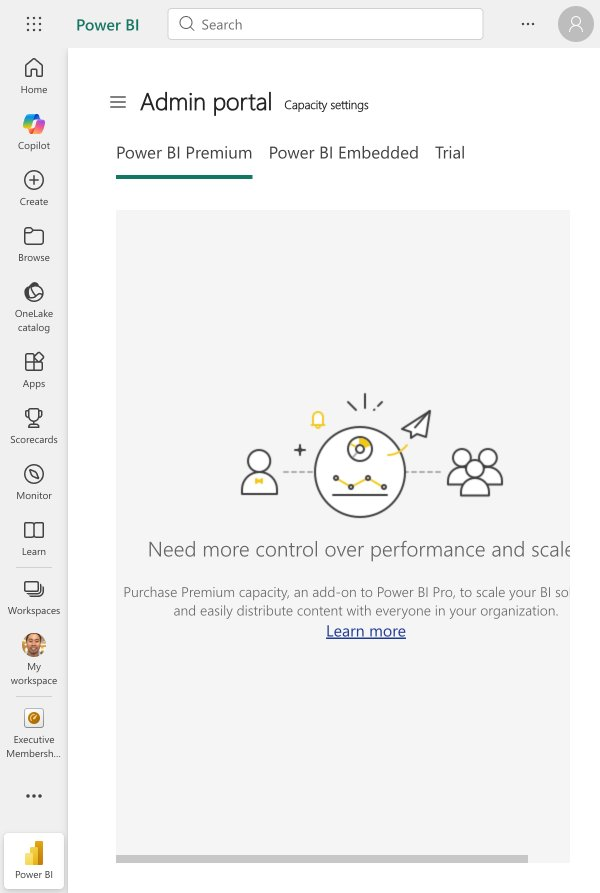 Power BI
Search
Home
Copilot
Create
Browse
OneLake
catalog
Apps
Scorecards
Monitor
Learn
Workspaces
My
workspace
Executive
Membersh...
Power BI
Admin portal Capacity settings
Power BI Premium Power BI Embedded Trial
Need more control over performance and scale
Purchase Premium capacity, an add-on to Power BI Pro, to scale your BI so
and easily distribute content with everyone in your organization.
Learn more